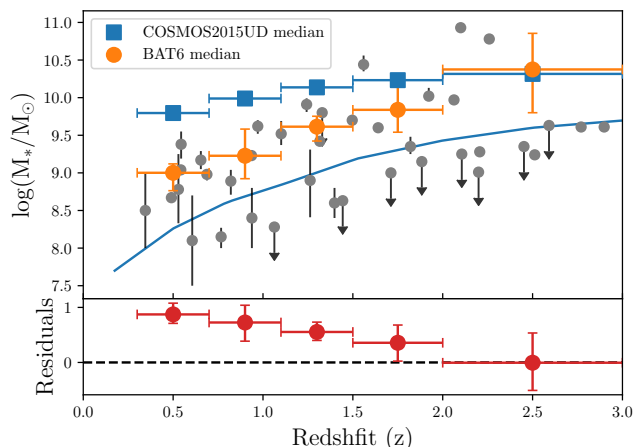 COSMOS2015UD median
BAT6 median
log(M*/M⊙)
11.0
10.5
10.0
9.5
9.0
8.5
8.0
7.5
Residuals
1
0
0.0 0.5 1.0 1.5 2.0 2.5 3.0
Redshfit (z)